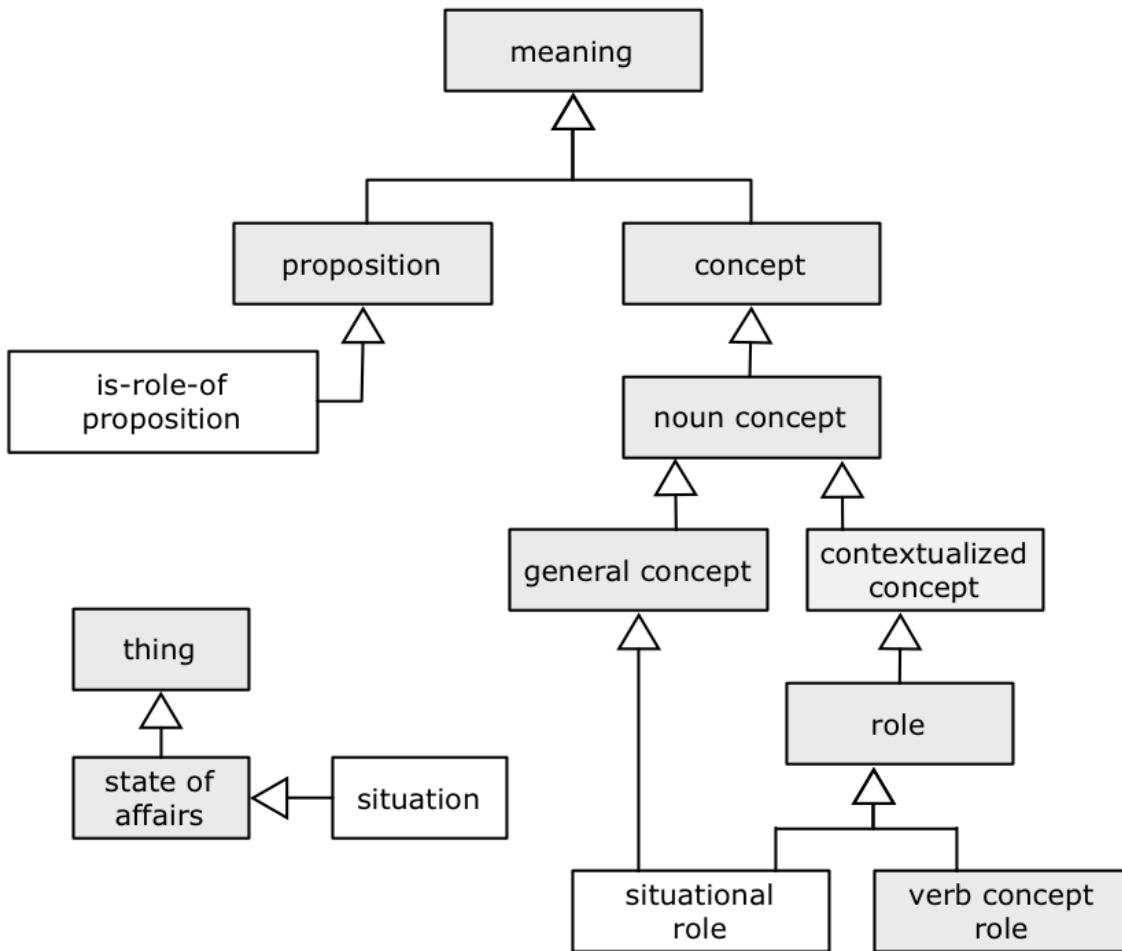 meaning
proposition
concept
is-role-of
proposition
noun concept
general concept
contextualized
concept
thing
role
state of
affairs
situation
situational
role
verb concept
role